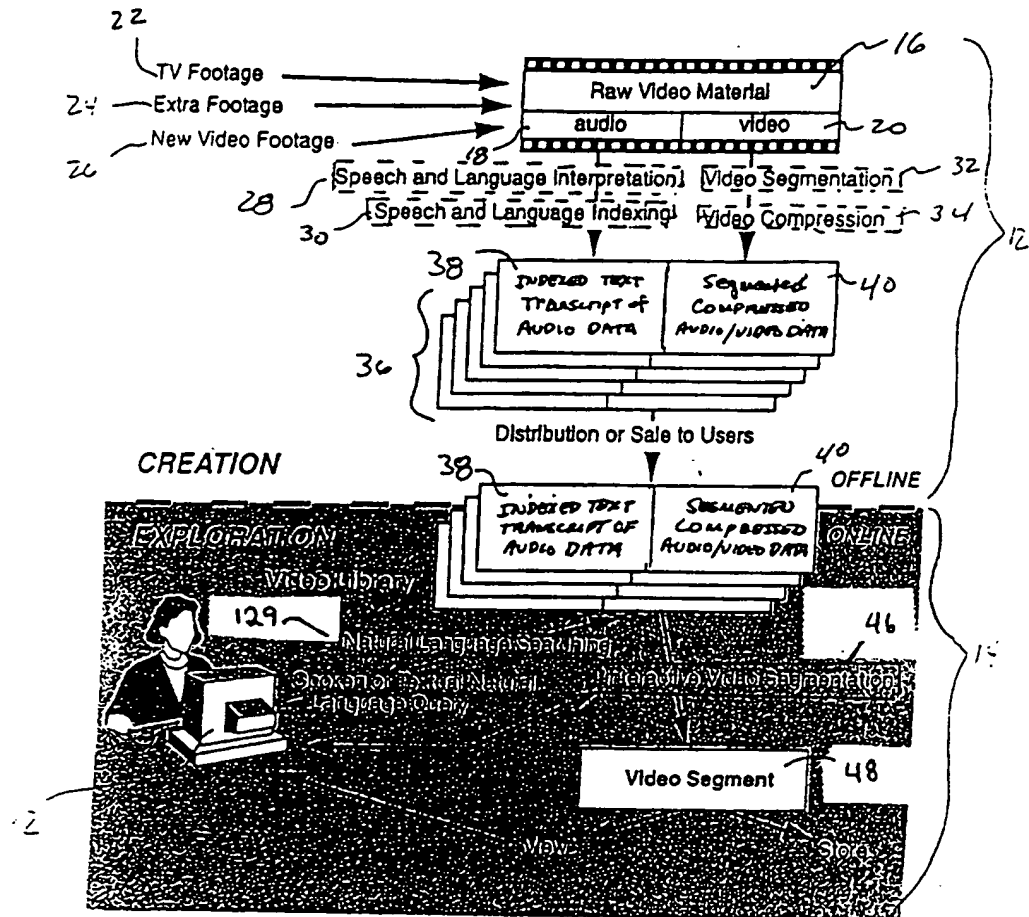 22
TV Footage
16
Raw Video Material
24
Extra Footage
audio
video
20
New Video Footage
18
26
Speech and Language Interpretation
Video Segmentation
32
28
Speech and Language Indexing
Video Compression
34
30
12
38
INDEXED TEXT
TRANSCRIPT of
AUDIO DATA
Segmented
COMPRESSED
AUDIO/VIDEO DATA
40
36
Distribution or Sale to Users
CREATION
38
40
OFFLINE
INDEXED TEXT
TRANSCRIPT OF
AUDIO DATA
SEGMENTED
COMPRESSED
AUDIO/VIDEO DATA
EXPLORATION
ONLINE
Video Library
129
46
Natural Language Searching
Spoken or Textual Natural
Language Query
Interactive Video Segmentation
Video Segment
48
View
Store